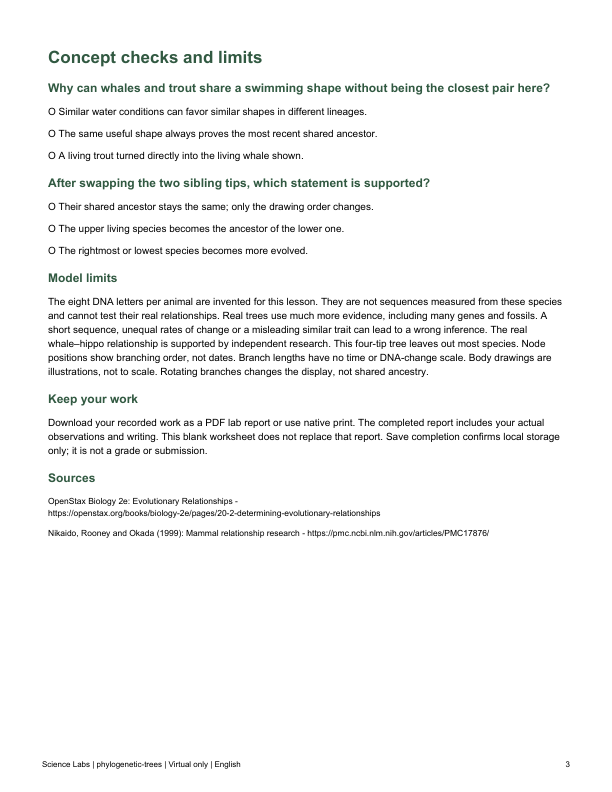 Concept checks and limits
Why can whales and trout share a swimming shape without being the closest pair here?
O Similar water conditions can favor similar shapes in different lineages.
O The same useful shape always proves the most recent shared ancestor.
O A living trout turned directly into the living whale shown.
After swapping the two sibling tips, which statement is supported?
O Their shared ancestor stays the same; only the drawing order changes.
O The upper living species becomes the ancestor of the lower one.
O The rightmost or lowest species becomes more evolved.
Model limits
The eight DNA letters per animal are invented for this lesson. They are not sequences measured from these species
and cannot test their real relationships. Real trees use much more evidence, including many genes and fossils. A
short sequence, unequal rates of change or a misleading similar trait can lead to a wrong inference. The real
whale–hippo relationship is supported by independent research. This four-tip tree leaves out most species. Node
positions show branching order, not dates. Branch lengths have no time or DNA-change scale. Body drawings are
illustrations, not to scale. Rotating branches changes the display, not shared ancestry.
Keep your work
Download your recorded work as a PDF lab report or use native print. The completed report includes your actual
observations and writing. This blank worksheet does not replace that report. Save completion confirms local storage
only; it is not a grade or submission.
Sources
OpenStax Biology 2e: Evolutionary Relationships -
https://openstax.org/books/biology-2e/pages/20-2-determining-evolutionary-relationships
Nikaido, Rooney and Okada (1999): Mammal relationship research - https://pmc.ncbi.nlm.nih.gov/articles/PMC17876/
Science Labs | phylogenetic-trees | Virtual only | English
3